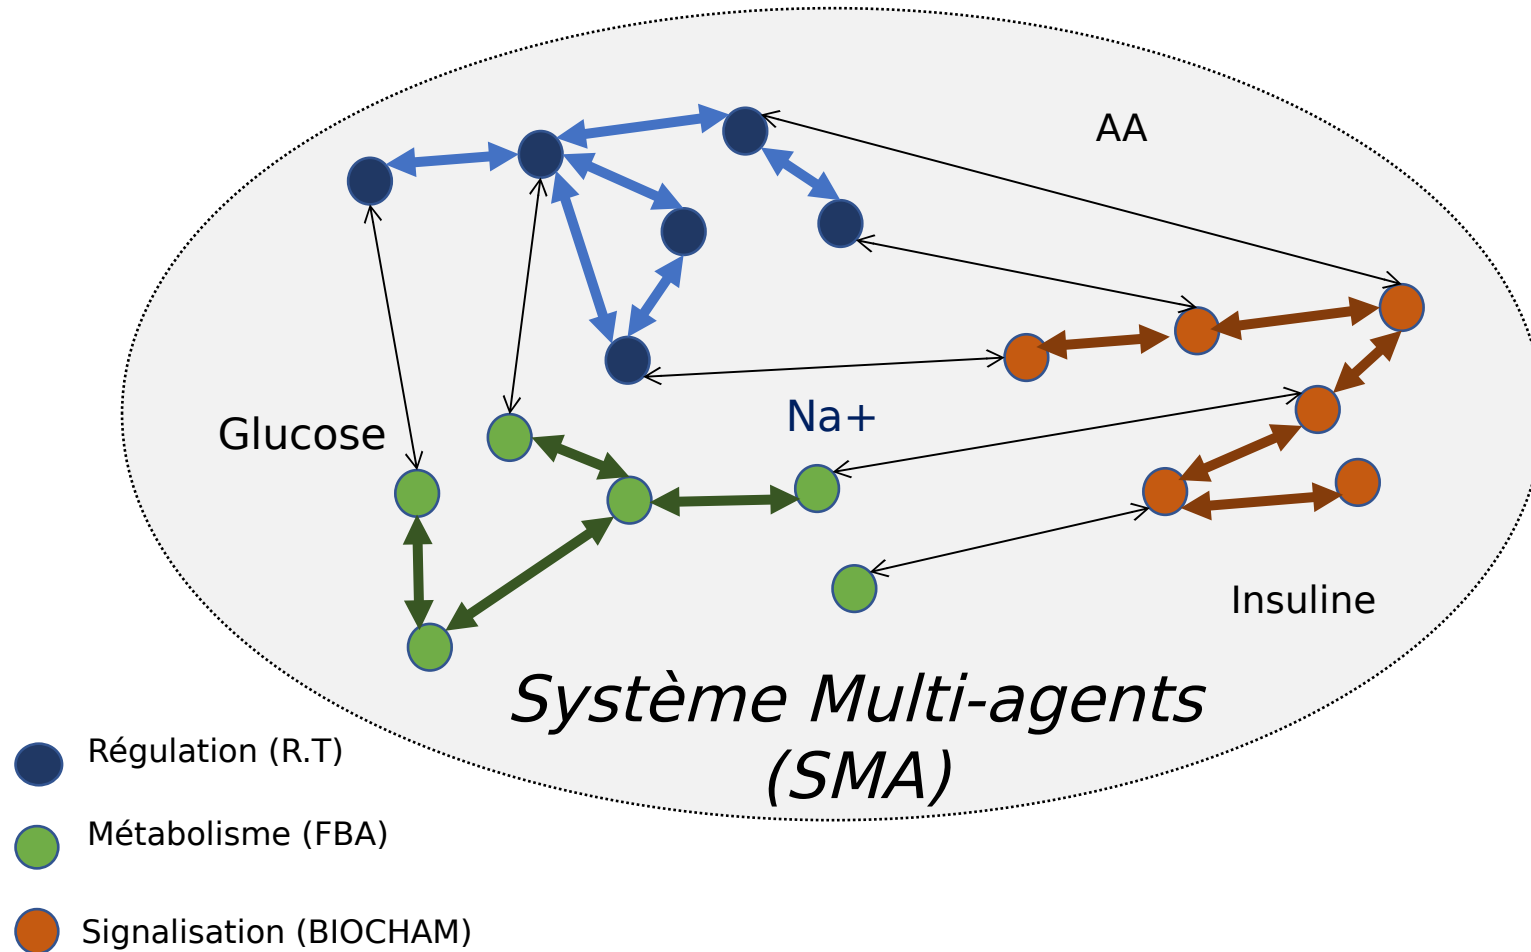 AA
Na+
Glucose
Insuline
Système Multi-agents
(SMA)
Régulation (R.T)
Métabolisme (FBA)
Signalisation (BIOCHAM)